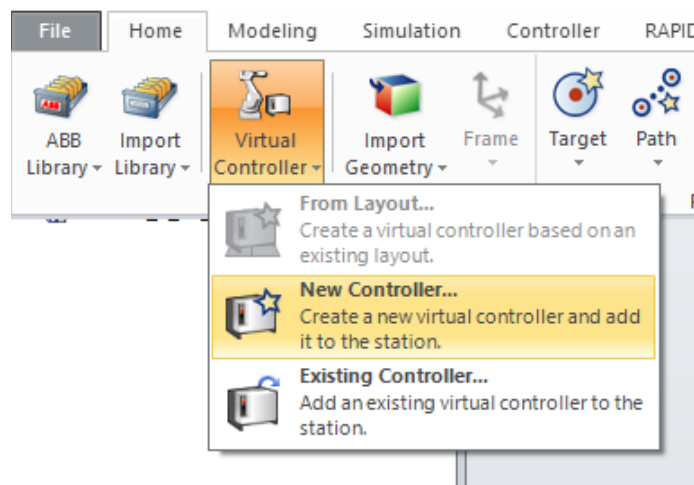 File Home Modeling Simulation Controller RAPID
ABB Import Virtual Import Frame Target Path
Library Library Controller Geometry
From Layout...
Create a virtual controller based on an
existing layout.
New Controller...
Create a new virtual controller and add
it to the station.
Existing Controller...
Add an existing virtual controller to the
station.